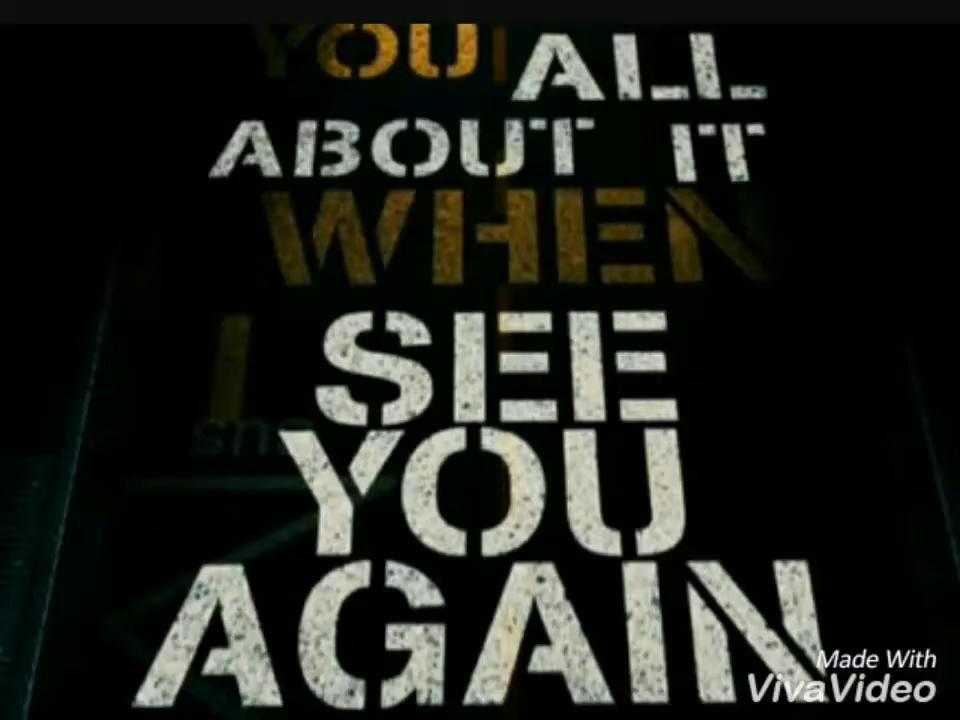 YOU ALL
ABOUT IT
WHEN
I SEE
YOU
AGAIN
Made With
VivaVideo